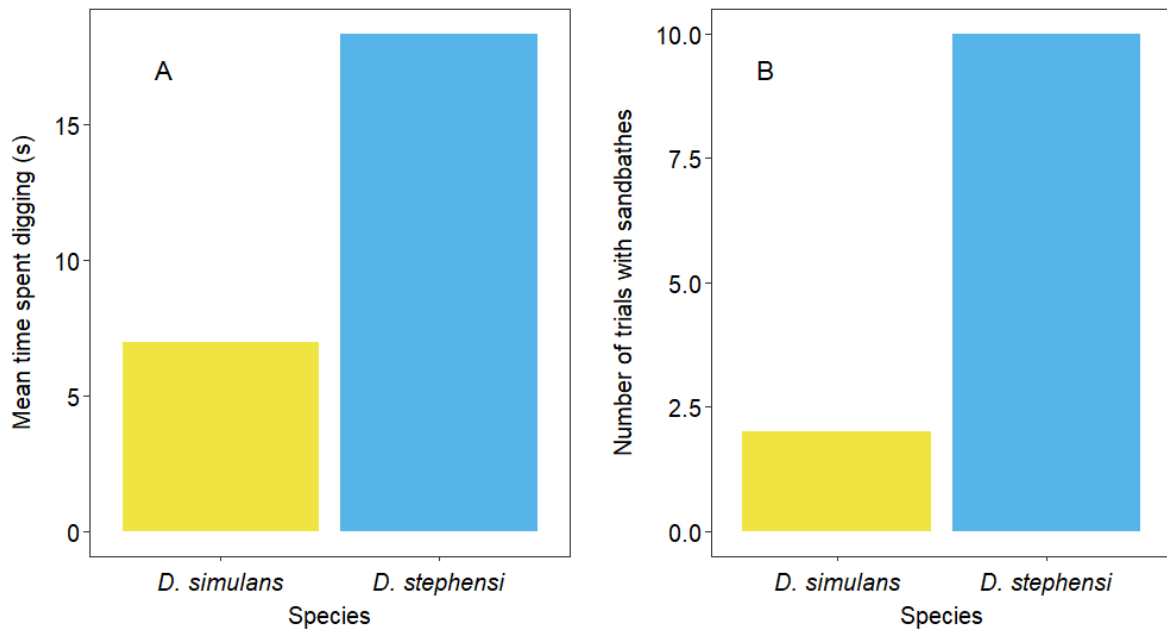 A
Mean time spent digging (s)
15
10
5
0
D. simulans
D. stephensi
Species
B
Number of trials with sandbathes
10.0
7.5
5.0
2.5
0.0
D. simulans
D. stephensi
Species